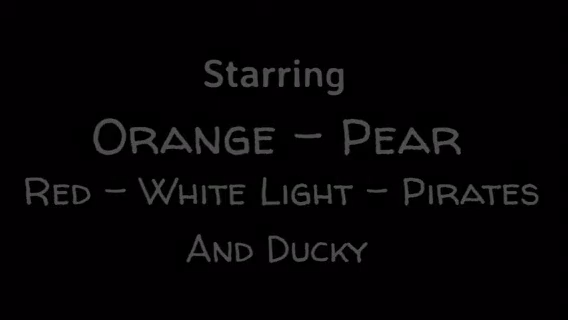 Starring
Orange - Pear
Red - White Light - Pirates
And Ducky